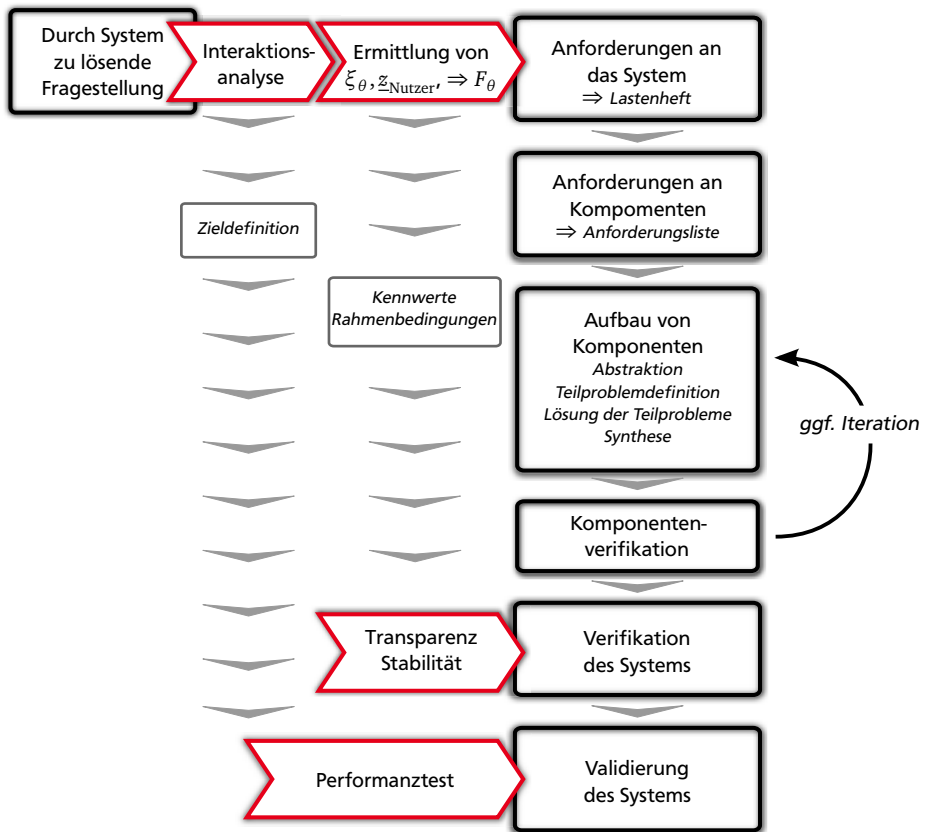 Durch System
zu lösende
Fragestellung
Interaktions-
analyse
Ermittlung von
ξθ, z̲Nutzer, ⇒ Fθ
Anforderungen an
das System
⇒ Lastenheft
Anforderungen an
Kompomenten
⇒ Anforderungsliste
Zieldefinition
Kennwerte
Rahmenbedingungen
Aufbau von
Komponenten
Abstraktion
Teilproblemdefinition
Lösung der Teilprobleme
Synthese
ggf. Iteration
Komponenten-
verifikation
Transparenz
Stabilität
Verifikation
des Systems
Performanztest
Validierung
des Systems